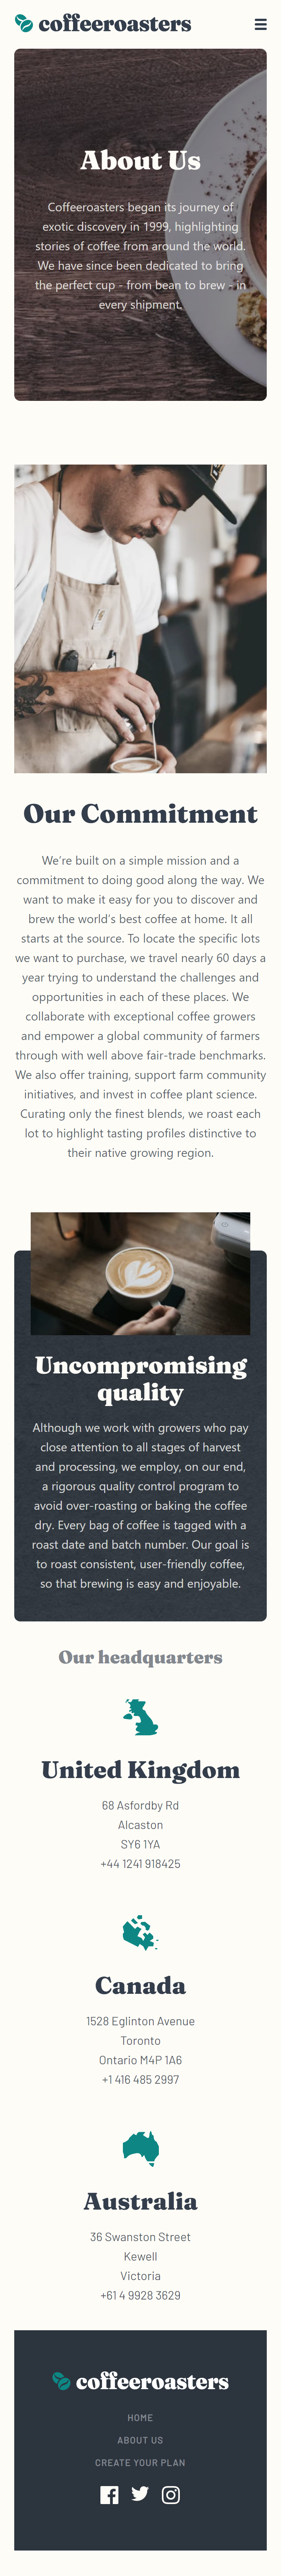 coffeeroasters
About Us
Coffeeroasters began its journey of
exotic discovery in 1999, highlighting
stories of coffee from around the world.
We have since been dedicated to bring
the perfect cup - from bean to brew - in
every shipment.
Our Commitment
We’re built on a simple mission and a
commitment to doing good along the way. We
want to make it easy for you to discover and
brew the world’s best coffee at home. It all
starts at the source. To locate the specific lots
we want to purchase, we travel nearly 60 days a
year trying to understand the challenges and
opportunities in each of these places. We
collaborate with exceptional coffee growers
and empower a global community of farmers
through with well above fair-trade benchmarks.
We also offer training, support farm community
initiatives, and invest in coffee plant science.
Curating only the finest blends, we roast each
lot to highlight tasting profiles distinctive to
their native growing region.
Uncompromising
quality
Although we work with growers who pay
close attention to all stages of harvest
and processing, we employ, on our end,
a rigorous quality control program to
avoid over-roasting or baking the coffee
dry. Every bag of coffee is tagged with a
roast date and batch number. Our goal is
to roast consistent, user-friendly coffee,
so that brewing is easy and enjoyable.
Our headquarters
United Kingdom
68 Asfordby Rd
Alcaston
SY6 1YA
+44 1241 918425
Canada
1528 Eglinton Avenue
Toronto
Ontario M4P 1A6
+1 416 485 2997
Australia
36 Swanston Street
Kewell
Victoria
+61 4 9928 3629
coffeeroasters
HOME
ABOUT US
CREATE YOUR PLAN